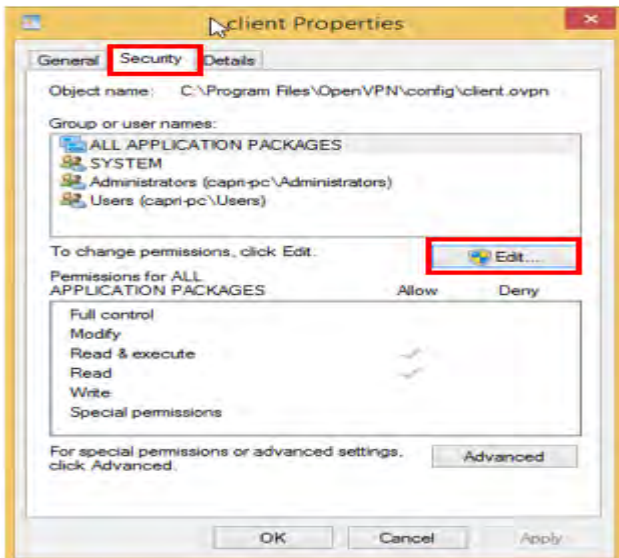 client Properties
General Security Details
Object name: C:\Program Files\OpenVPN\config\client.ovpn
Group or user names:
ALL APPLICATION PACKAGES
SYSTEM
Administrators (capri-pc\Administrators)
Users (capri-pc\Users)
To change permissions, click Edit.
Edit...
Permissions for ALL
APPLICATION PACKAGES Allow Deny
Full control
Modify
Read & execute
Read
Write
Special permissions
For special permissions or advanced settings,
click Advanced.
Advanced
OK Cancel Apply